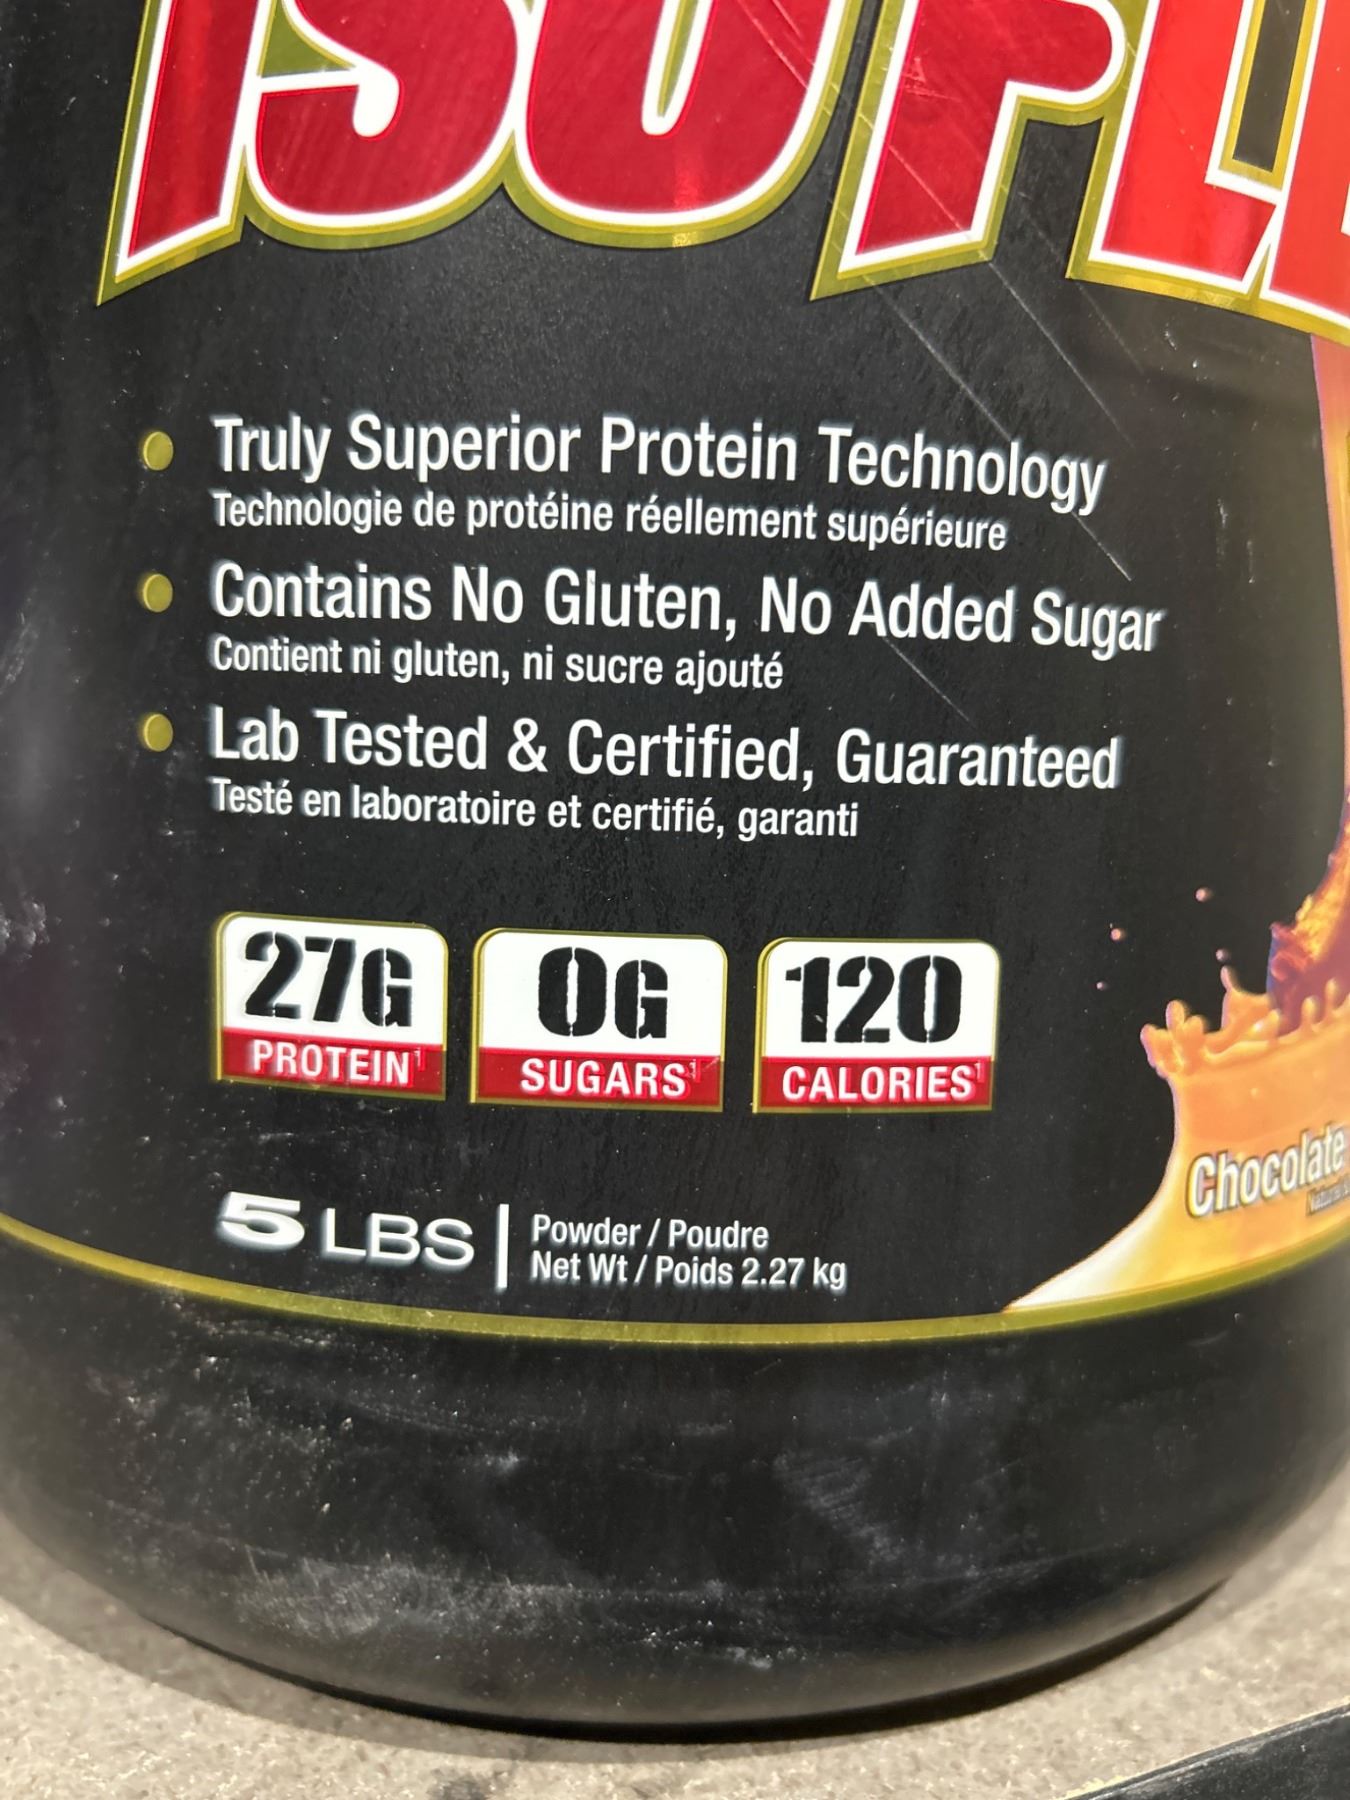 ISOFL
Truly Superior Protein Technology
Technologie de protéine réellement supérieure
Contains No Gluten, No Added Sugar
Contient ni gluten, ni sucre ajouté
Lab Tested & Certified, Guaranteed
Testé en laboratoire et certifié, garanti
27G PROTEIN¹
0G SUGARS¹
120 CALORIES¹
Chocolate
5 LBS
Powder / Poudre
Net Wt / Poids 2.27 kg